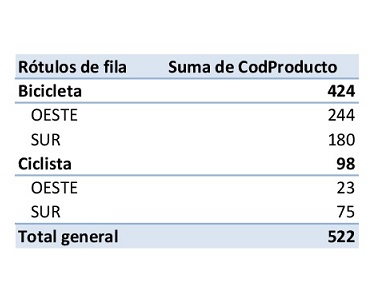 Rótulos de fila Suma de CodProducto
Bicicleta 424
OESTE 244
SUR 180
Ciclista 98
OESTE 23
SUR 75
Total general 522